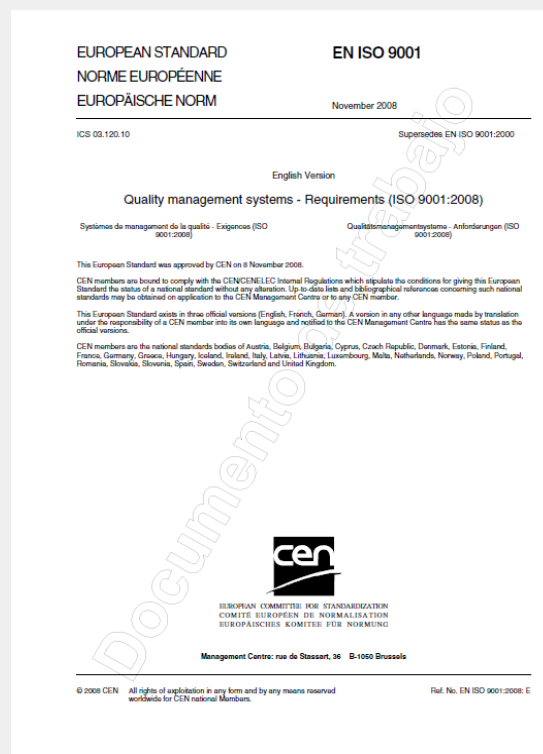 EUROPEAN STANDARD
EN ISO 9001
NORME EUROPÉENNE
EUROPÄISCHE NORM
November 2008
ICS 03.120.10
Supersedes EN ISO 9001:2000
English Version
Quality management systems - Requirements (ISO 9001:2008)
Systèmes de management de la qualité - Exigences (ISO
9001:2008)
Qualitätsmanagementsysteme - Anforderungen (ISO
9001:2008)
This European Standard was approved by CEN on 8 November 2008.
CEN members are bound to comply with the CEN/CENELEC Internal Regulations which stipulate the conditions for giving this European
Standard the status of a national standard without any alteration. Up-to-date lists and bibliographical references concerning such national
standards may be obtained on application to the CEN Management Centre or to any CEN member.
This European Standard exists in three official versions (English, French, German). A version in any other language made by translation
under the responsibility of a CEN member into its own language and notified to the CEN Management Centre has the same status as the
official versions.
CEN members are the national standards bodies of Austria, Belgium, Bulgaria, Cyprus, Czech Republic, Denmark, Estonia, Finland,
France, Germany, Greece, Hungary, Iceland, Ireland, Italy, Latvia, Lithuania, Luxembourg, Malta, Netherlands, Norway, Poland, Portugal,
Romania, Slovakia, Slovenia, Spain, Sweden, Switzerland and United Kingdom.
Documento de trabajo
cen
EUROPEAN COMMITTEE FOR STANDARDIZATION
COMITÉ EUROPÉEN DE NORMALISATION
EUROPÄISCHES KOMITEE FÜR NORMUNG
Management Centre: rue de Stassart, 36 B-1050 Brussels
© 2008 CEN All rights of exploitation in any form and by any means reserved
worldwide for CEN national Members.
Ref. No. EN ISO 9001:2008: E